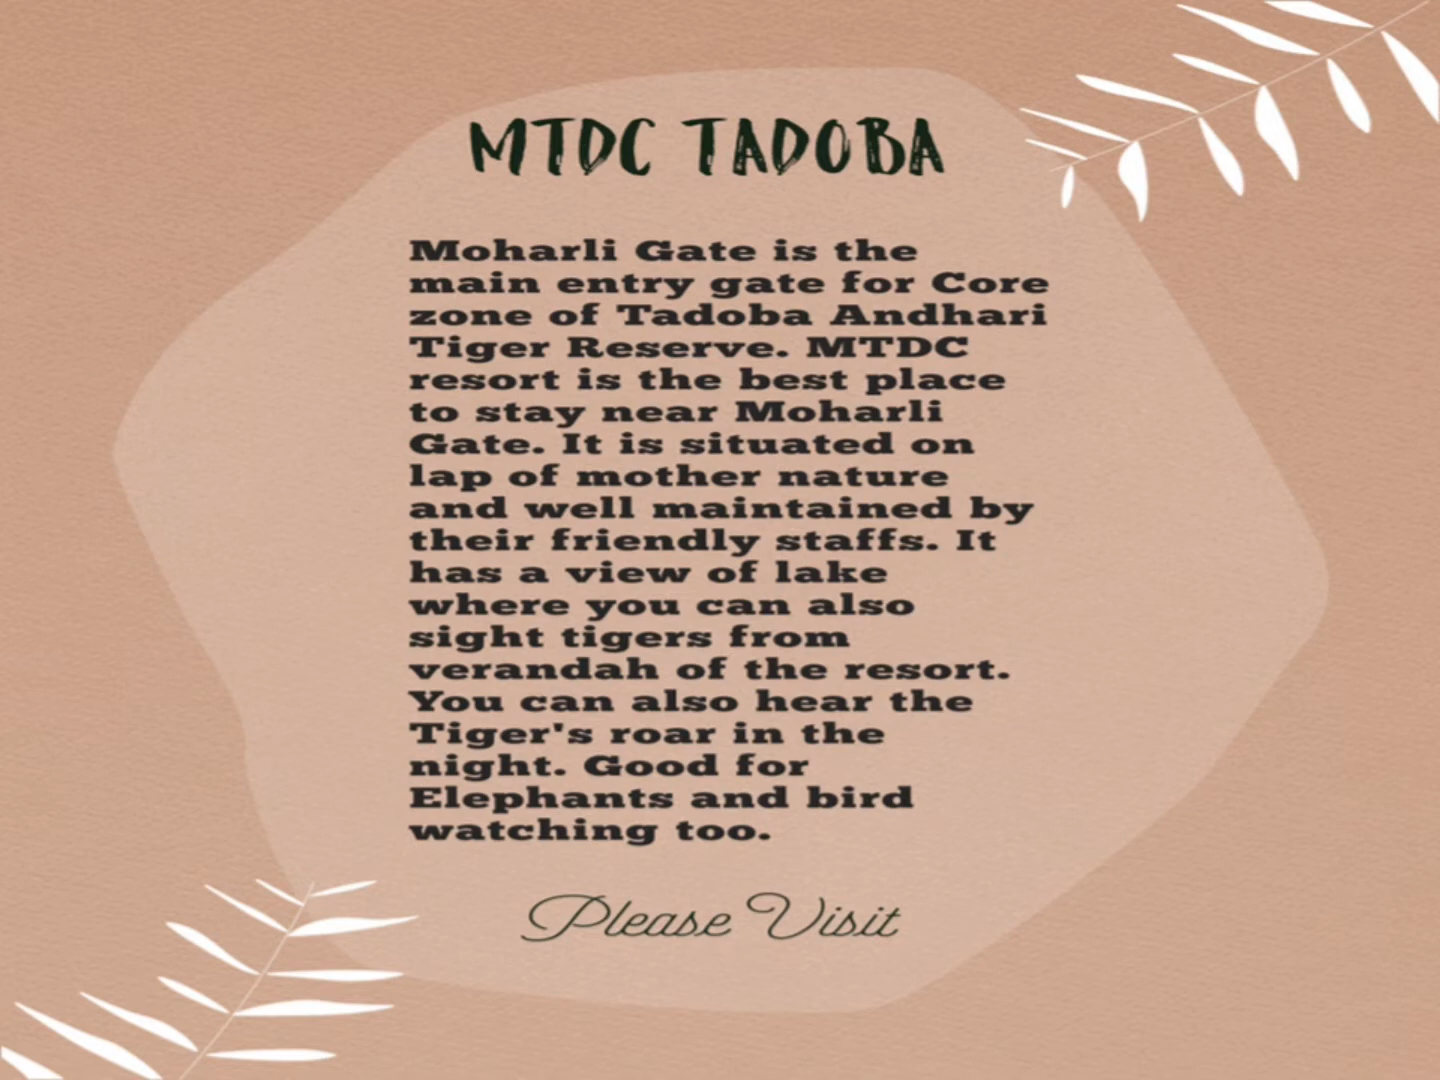 MTDC TADOBA
Moharli Gate is the
main entry gate for Core
zone of Tadoba Andhari
Tiger Reserve. MTDC
resort is the best place
to stay near Moharli
Gate. It is situated on
lap of mother nature
and well maintained by
their friendly staffs. It
has a view of lake
where you can also
sight tigers from
verandah of the resort.
You can also hear the
Tiger's roar in the
night. Good for
Elephants and bird
watching too.
Please Visit